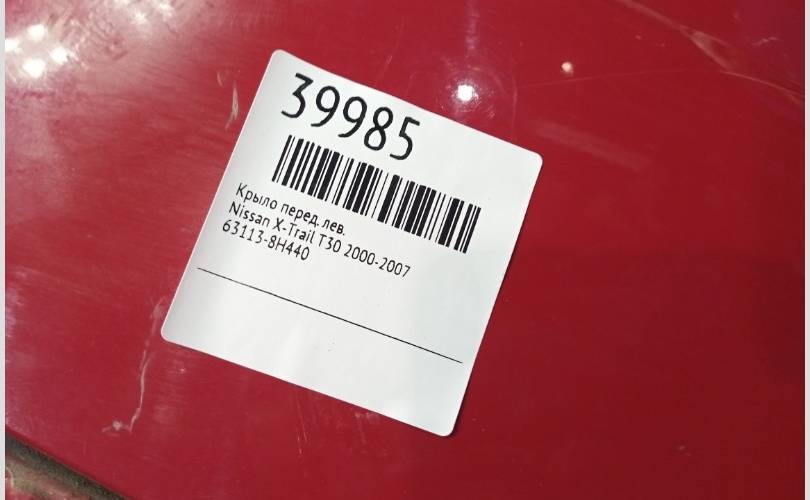 39985
Крыло перед. лев.
Nissan X-Trail T30 2000-2007
63113-8H440